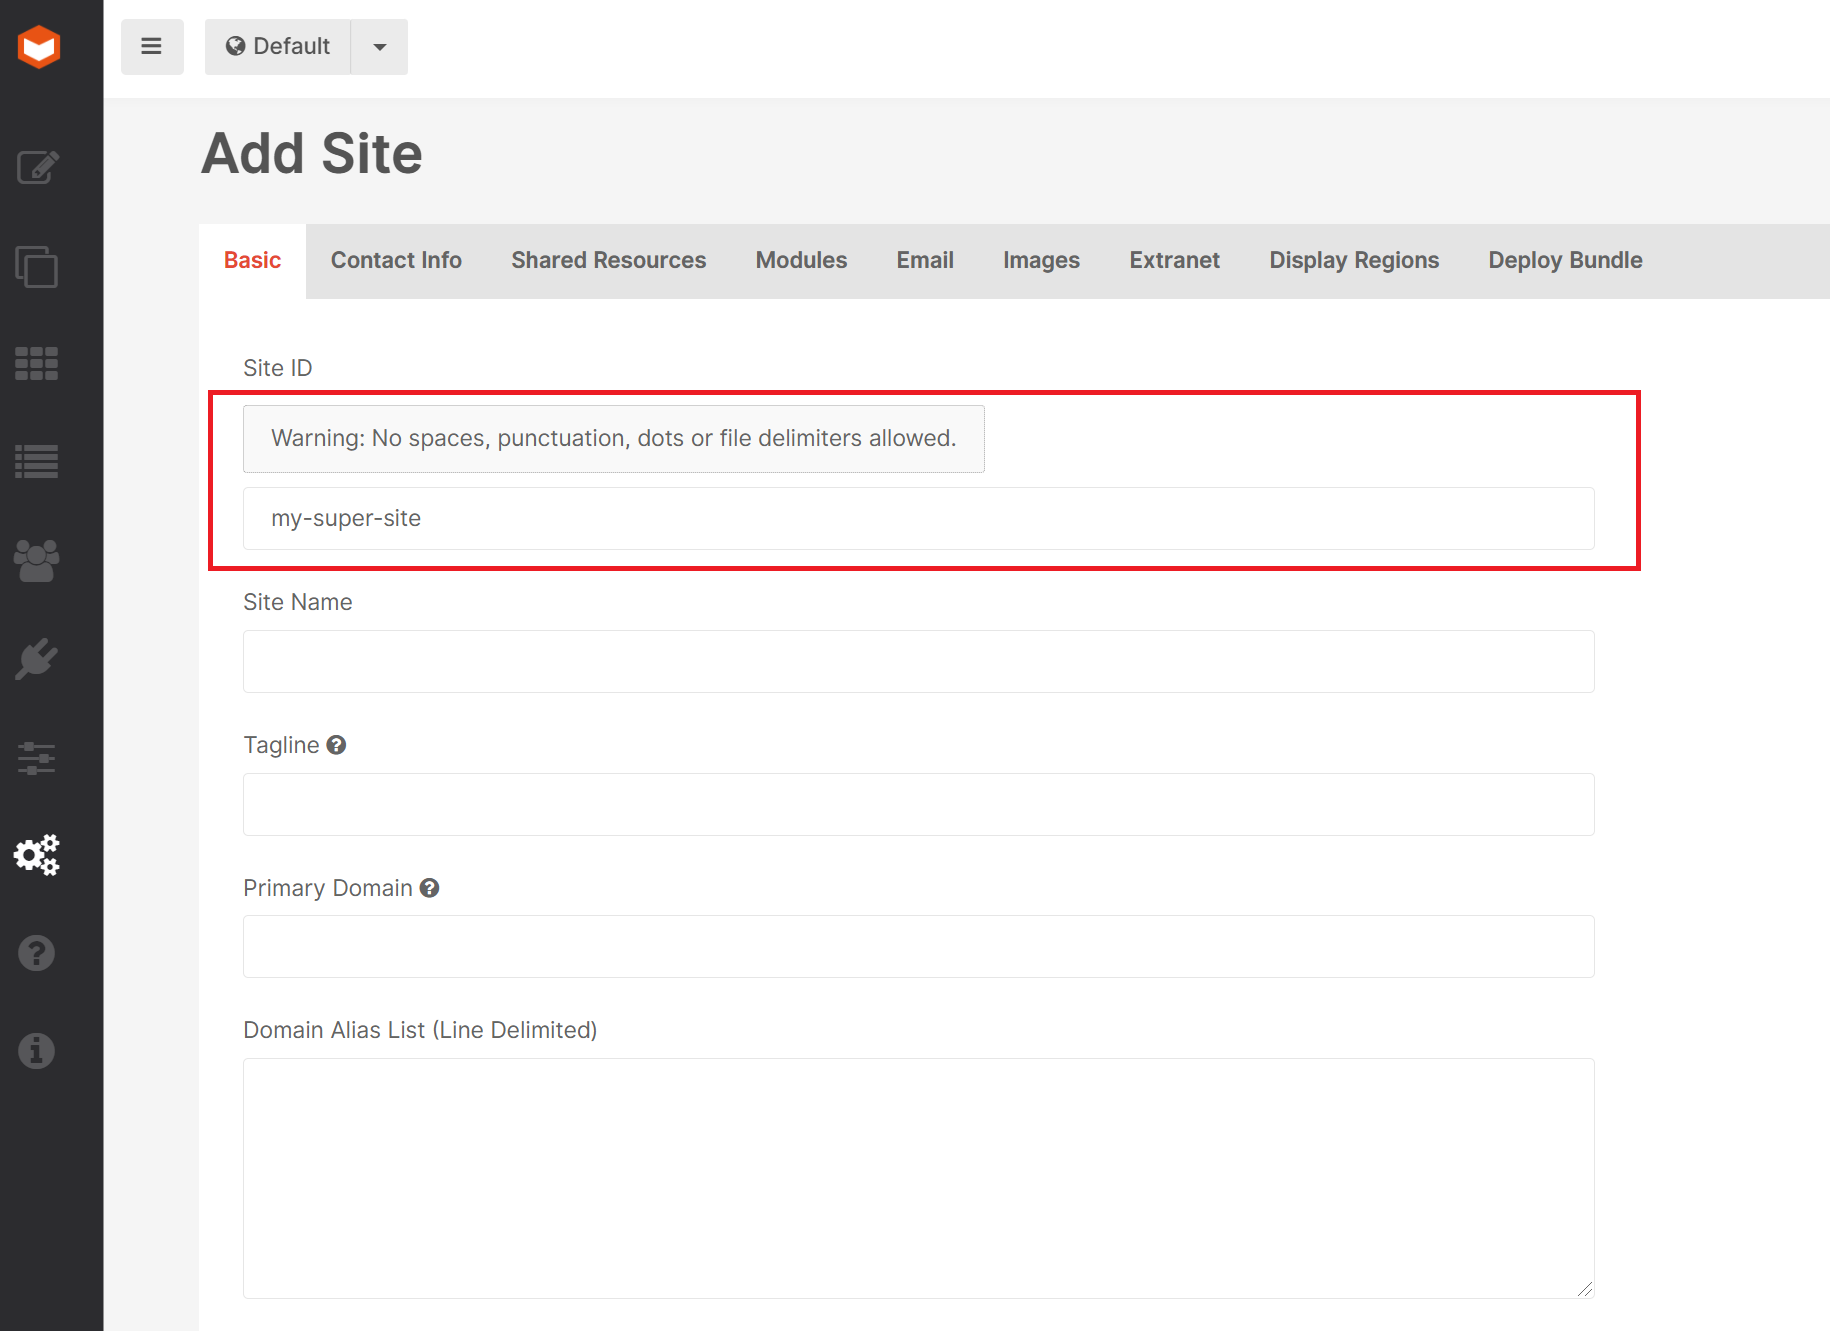 Default
Add Site
Basic Contact Info Shared Resources Modules Email Images Extranet Display Regions Deploy Bundle
Site ID
Warning: No spaces, punctuation, dots or file delimiters allowed.
my-super-site
Site Name
Tagline
Primary Domain
Domain Alias List (Line Delimited)